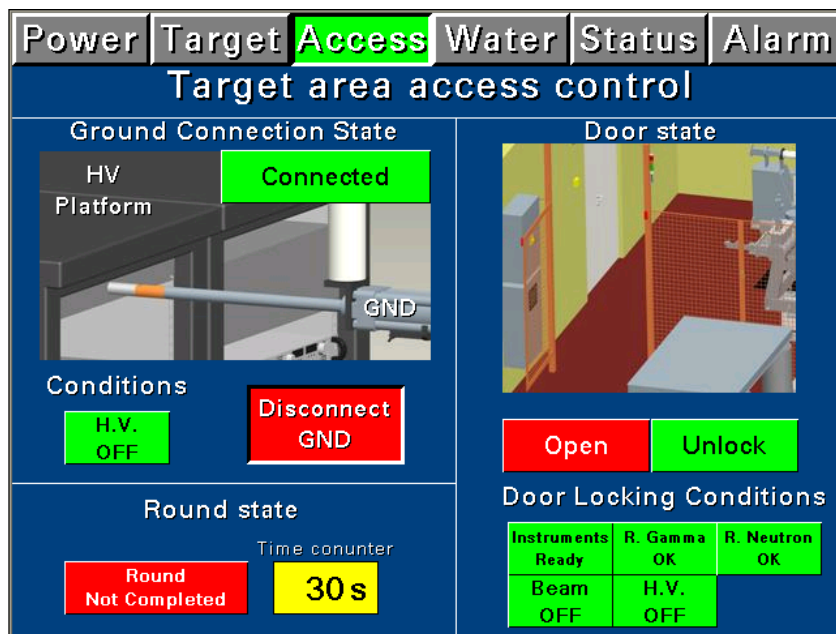 Power Target Access Water Status Alarm
Target area access control
Ground Connection State
HV
Platform
Connected
GND
Conditions
H.V.
OFF
Disconnect
GND
Round state
Time conunter
Round
Not Completed
30 s
Door state
Open
Unlock
Door Locking Conditions
Instruments
Ready
R. Gamma
OK
R. Neutron
OK
Beam
OFF
H.V.
OFF